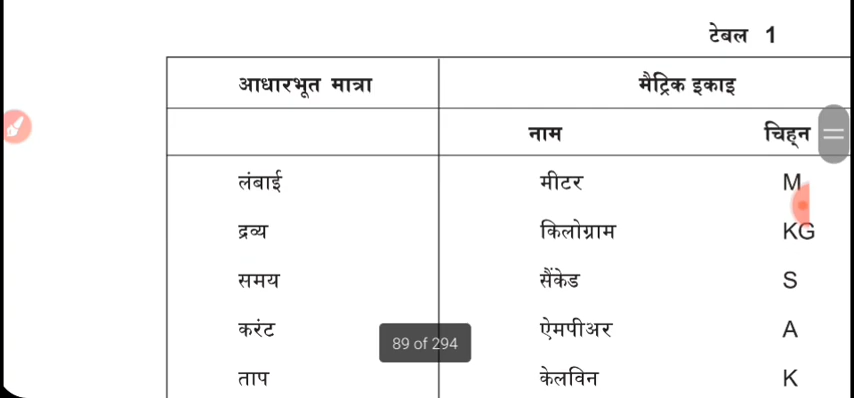 टेबल 1
आधारभूत मात्रा मैट्रिक इकाइ
नाम चिह्न
लंबाई मीटर M
द्रव्य किलोग्राम KG
समय सैंकेड S
करंट ऐमपीअर A
89 of 294
ताप केलविन K